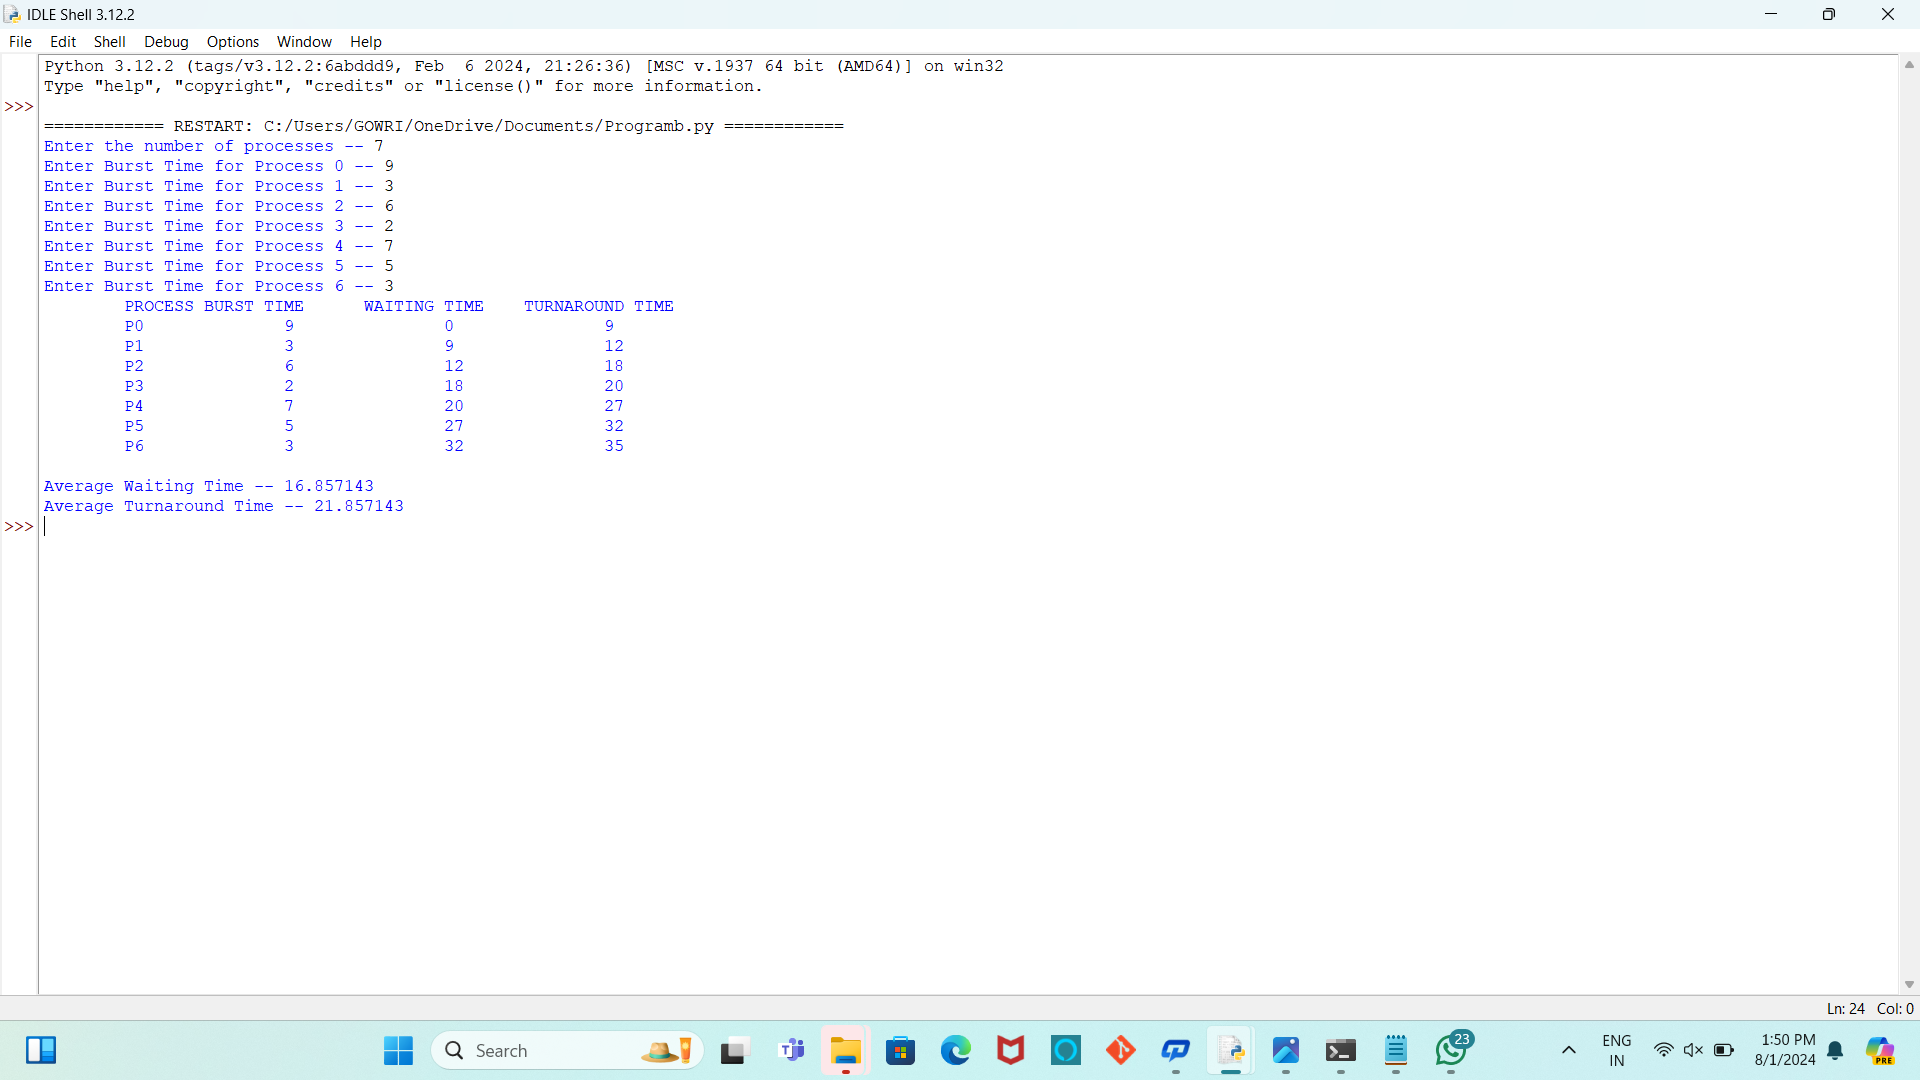 IDLE Shell 3.12.2
File Edit Shell Debug Options Window Help
Python 3.12.2 (tags/v3.12.2:6abddd9, Feb  6 2024, 21:26:36) [MSC v.1937 64 bit (AMD64)] on win32
Type "help", "copyright", "credits" or "license()" for more information.
>>>
============ RESTART: C:/Users/GOWRI/OneDrive/Documents/Programb.py ============
Enter the number of processes -- 7
Enter Burst Time for Process 0 -- 9
Enter Burst Time for Process 1 -- 3
Enter Burst Time for Process 2 -- 6
Enter Burst Time for Process 3 -- 2
Enter Burst Time for Process 4 -- 7
Enter Burst Time for Process 5 -- 5
Enter Burst Time for Process 6 -- 3
PROCESS BURST TIME WAITING TIME TURNAROUND TIME
P0 9 0 9
P1 3 9 12
P2 6 12 18
P3 2 18 20
P4 7 20 27
P5 5 27 32
P6 3 32 35
Average Waiting Time -- 16.857143
Average Turnaround Time -- 21.857143
>>>
Ln: 24 Col: 0
Search
23
ENG
IN
1:50 PM
8/1/2024
PRE